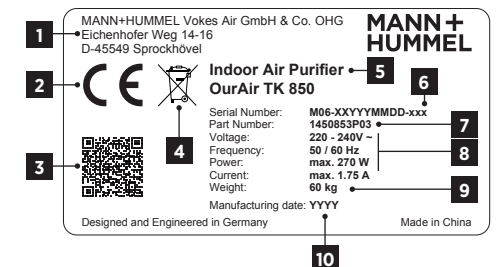 MANN+HUMMEL Vokes Air GmbH & Co. OHG
Eichenhofer Weg 14-16
D-45549 Sprockhövel
MANN+
HUMMEL
1
2
3
4
5
6
7
8
9
10
CE
Indoor Air Purifier
OurAir TK 850
Serial Number: M06-XXYYYMMDD-xxx
Part Number: 1450853P03
Voltage: 220 - 240V ~
Frequency: 50 / 60 Hz
Power: max. 270 W
Current: max. 1.75 A
Weight: 60 kg
Manufacturing date: YYYY
Designed and Engineered in Germany
Made in China